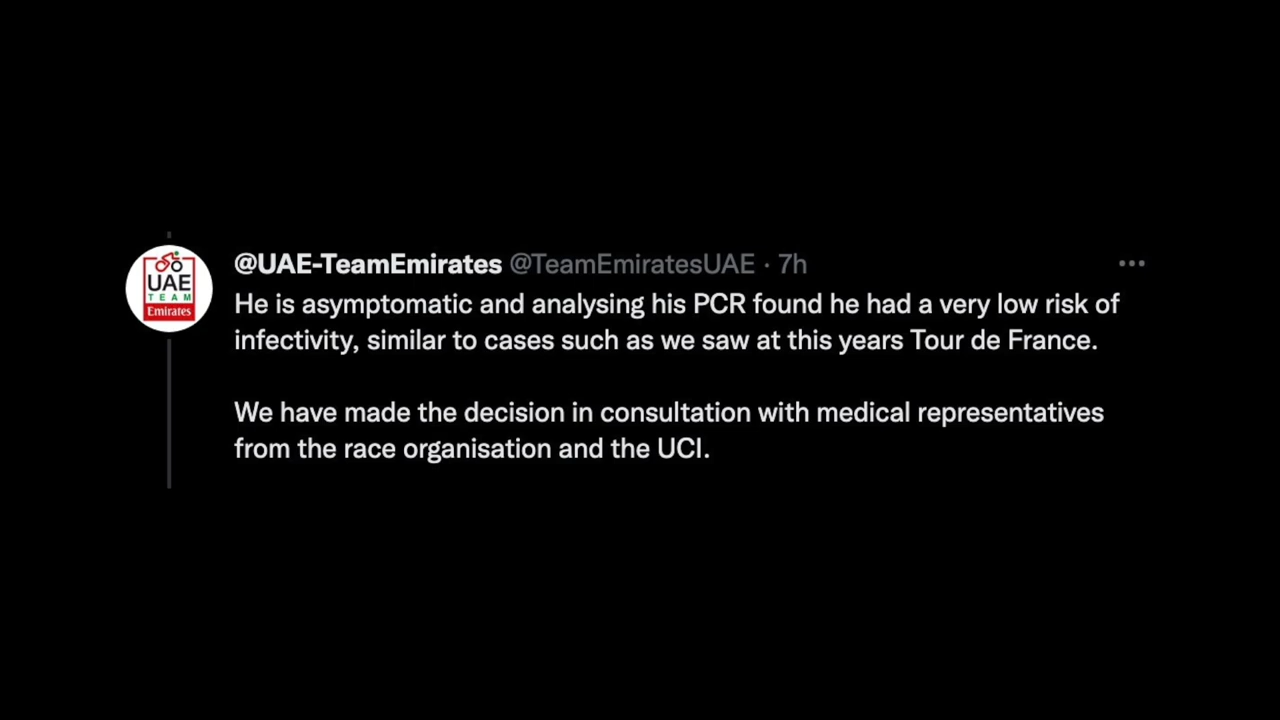 @UAE-TeamEmirates @TeamEmiratesUAE · 7h
UAE
TEAM
Emirates
He is asymptomatic and analysing his PCR found he had a very low risk of
infectivity, similar to cases such as we saw at this years Tour de France.
We have made the decision in consultation with medical representatives
from the race organisation and the UCI.